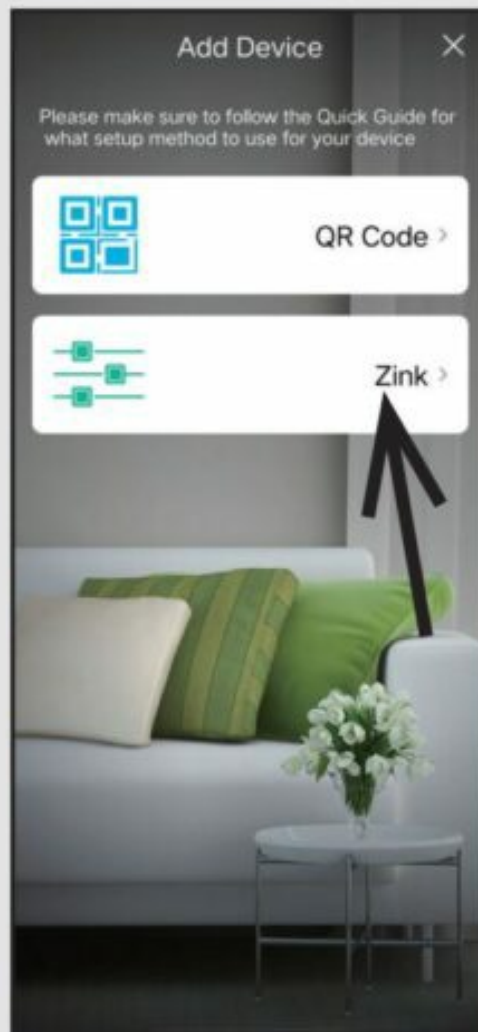 Add Device
Please make sure to follow the Quick Guide for
what setup method to use for your device
QR Code
Zink